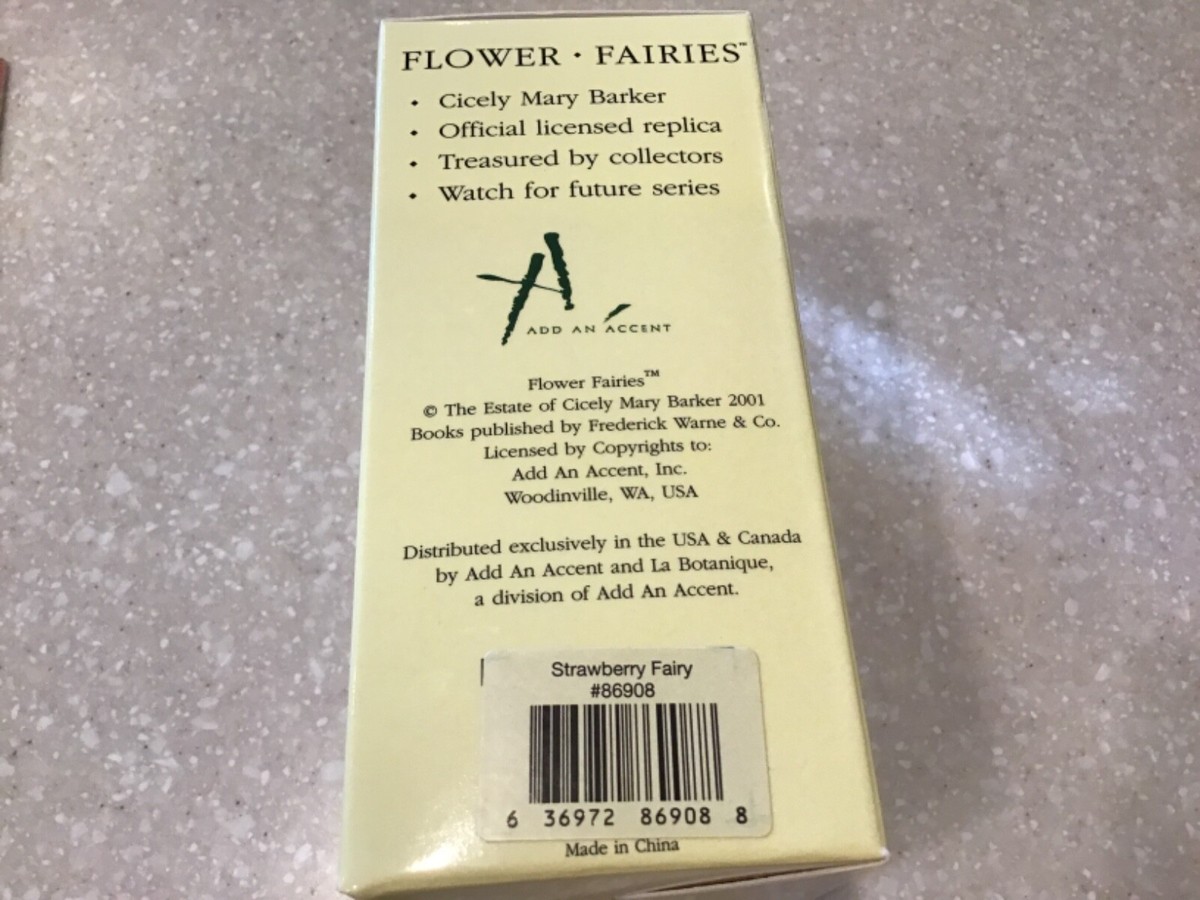 FLOWER • FAIRIES™
• Cicely Mary Barker
• Official licensed replica
• Treasured by collectors
• Watch for future series
A
ADD AN ACCENT
Flower Fairies™
© The Estate of Cicely Mary Barker 2001
Books published by Frederick Warne & Co.
Licensed by Copyrights to:
Add An Accent, Inc.
Woodinville, WA, USA
Distributed exclusively in the USA & Canada
by Add An Accent and La Botanique,
a division of Add An Accent.
Strawberry Fairy
#86908
6 36972 86908 8
Made in China